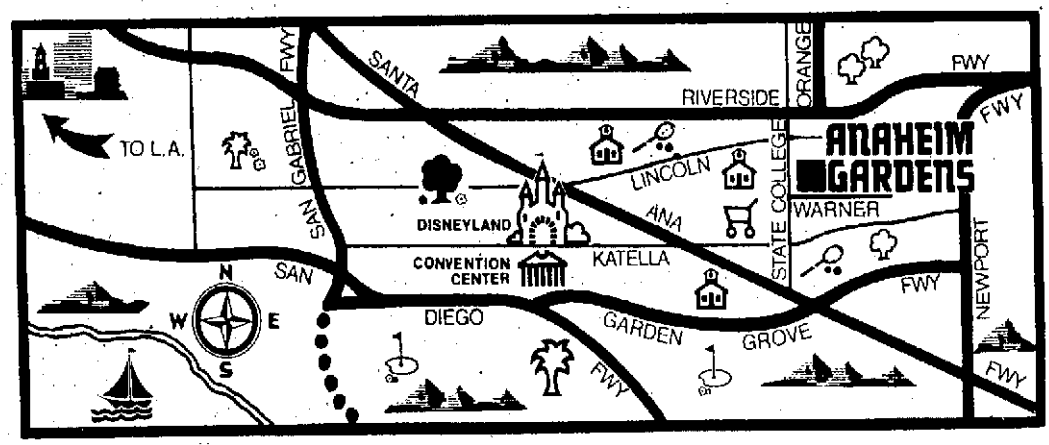 SANTA
ANA
FWY
SAN GABRIEL FWY
ORANGE
FWY
RIVERSIDE
FWY
TO L.A.
LINCOLN
STATE COLLEGE
ANAHEIM
GARDENS
WARNER
DISNEYLAND
KATELLA
CONVENTION
CENTER
SAN
DIEGO
FWY
GARDEN
GROVE
FWY
NEWPORT
N
W
E
S